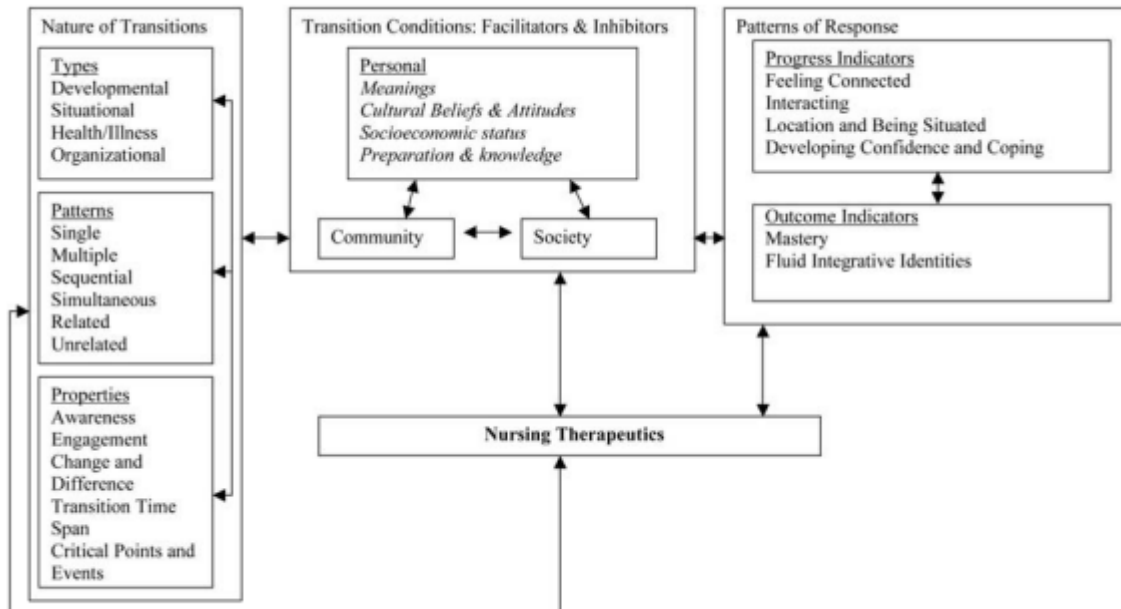 Nature of Transitions
Types
Developmental
Situational
Health/Illness
Organizational
Patterns
Single
Multiple
Sequential
Simultaneous
Related
Unrelated
Properties
Awareness
Engagement
Change and
Difference
Transition Time
Span
Critical Points and
Events
Transition Conditions: Facilitators & Inhibitors
Personal
Meanings
Cultural Beliefs & Attitudes
Socioeconomic status
Preparation & knowledge
Community
Society
Patterns of Response
Progress Indicators
Feeling Connected
Interacting
Location and Being Situated
Developing Confidence and Coping
Outcome Indicators
Mastery
Fluid Integrative Identities
Nursing Therapeutics